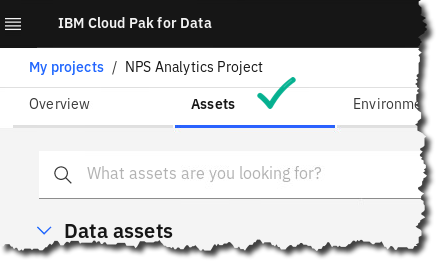 IBM Cloud Pak for Data
My projects / NPS Analytics Project
Overview Assets
What assets are you looking for?
Data assets